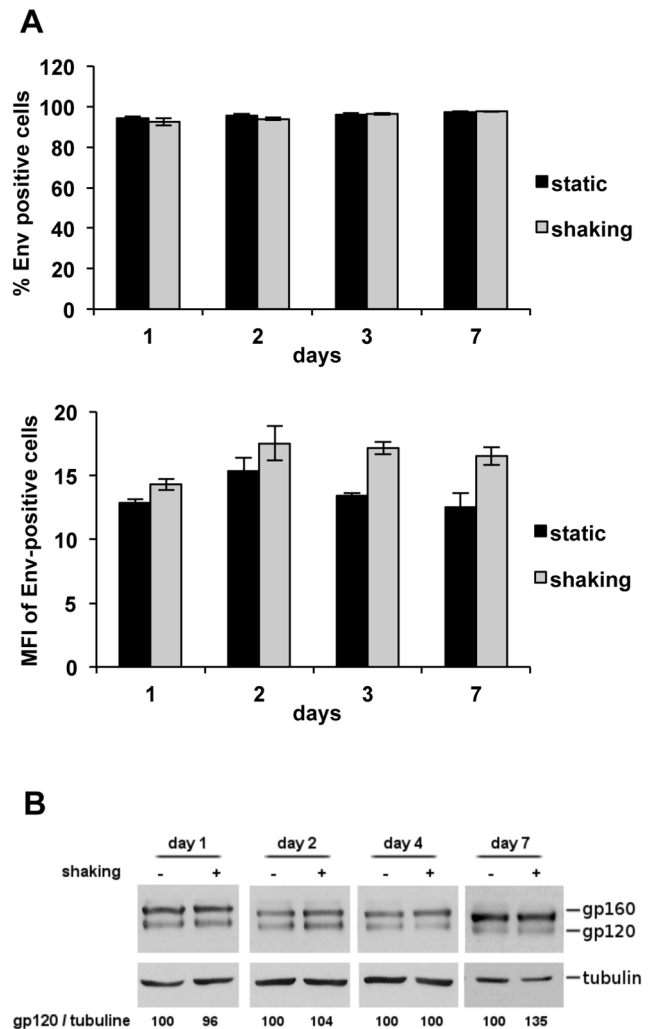 A
120
100
80
60
40
20
0
% Env positive cells
1 2 3 7
days
static
shaking
20
15
10
5
0
MFI of Env-positive cells
1 2 3 7
days
static
shaking
B
day 1 day 2 day 4 day 7
shaking - + - + - + - +
gp160
gp120
tubulin
gp120 / tubuline 100 96 100 104 100 100 100 135